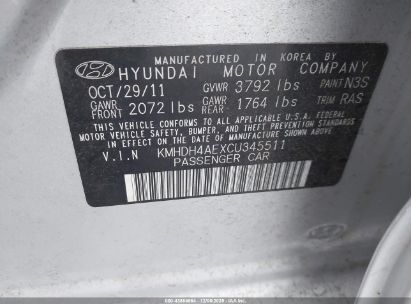 MANUFACTURED IN KOREA BY
HYUNDAI MOTOR COMPANY
OCT/29/11 GVWR 3792 lbs PAINT N3S
GAWR FRONT 2072 lbs GAWR REAR 1764 lbs TRIM RAS
THIS VEHICLE CONFORMS TO ALL APPLICABLE U.S.A. FEDERAL
MOTOR VEHICLE SAFETY, BUMPER, AND THEFT PREVENTION
STANDARDS IN EFFECT ON THE DATE OF MANUFACTURE SHOWN ABOVE.
V.I.N KMHDH4AEXCU345511
PASSENGER CAR